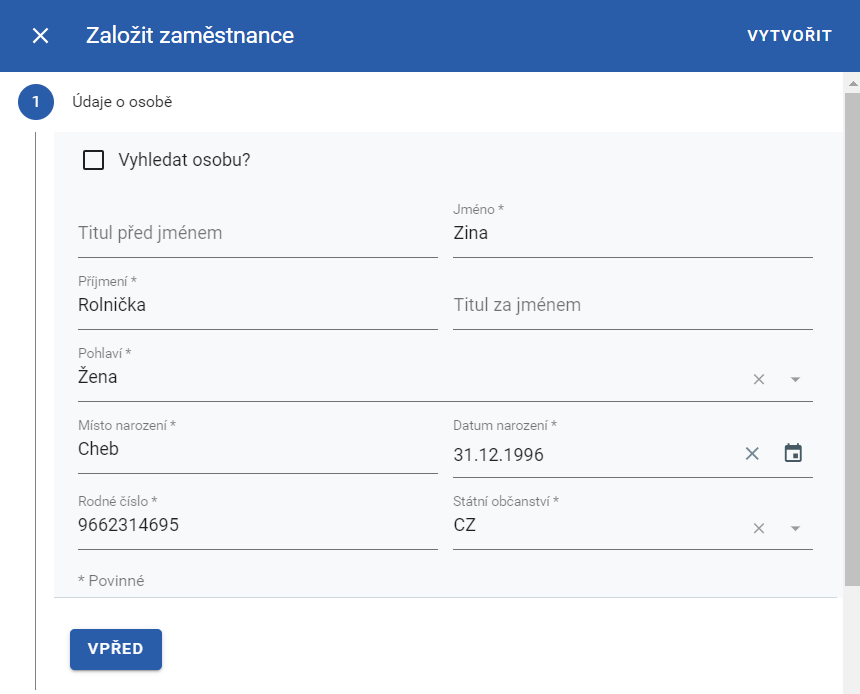 Založit zaměstnance VYTVOŘIT
1 Údaje o osobě
Vyhledat osobu?
Titul před jménem
Jméno *
Zina
Příjmení *
Rolnička
Titul za jménem
Pohlaví *
Žena
Místo narození *
Cheb
Datum narození *
31.12.1996
Rodné číslo *
9662314695
Státní občanství *
CZ
* Povinné
VPŘED